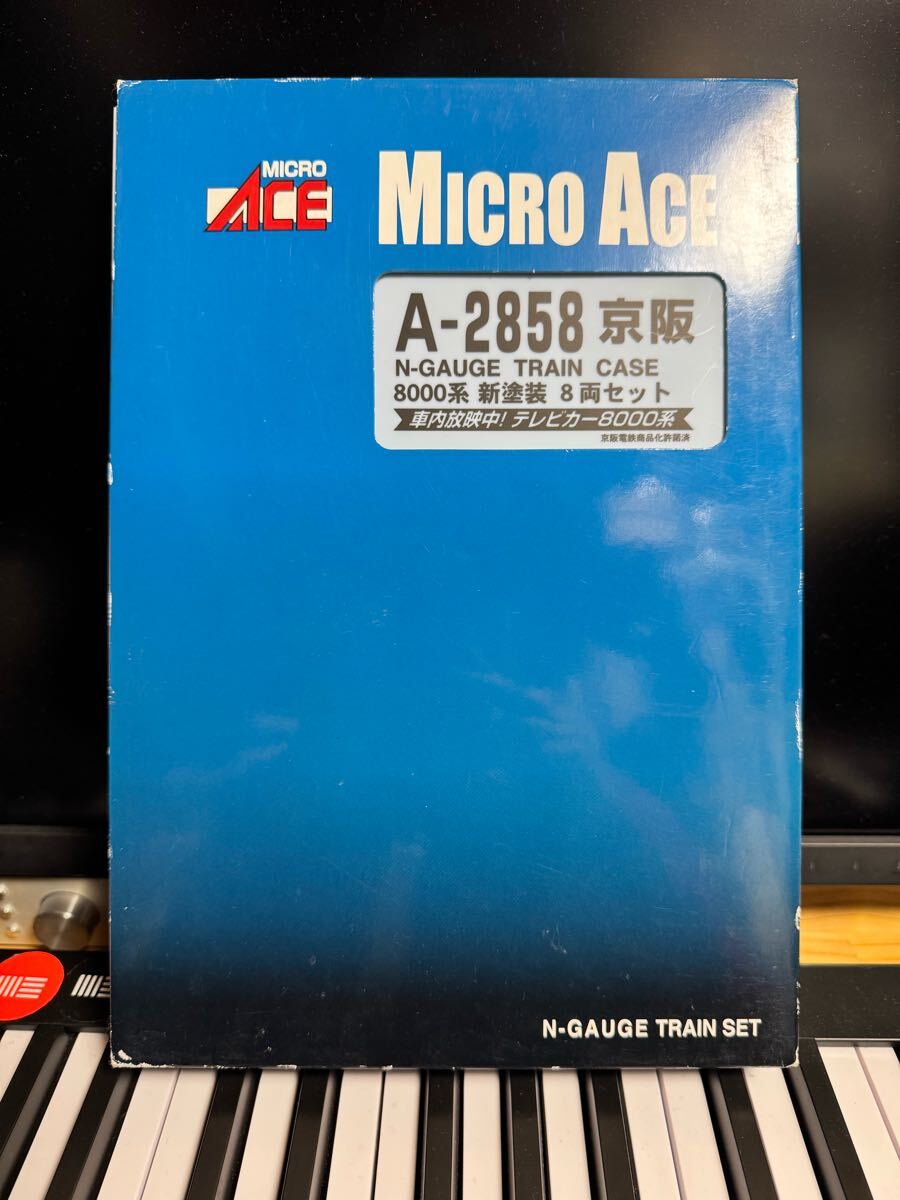 MICRO
ACE
MICRO ACE
A-2858 京阪
N-GAUGE TRAIN CASE
8000系 新塗装 8両セット
車内放映中! テレビカー8000系
京阪電鉄商品化許諾済
N-GAUGE TRAIN SET